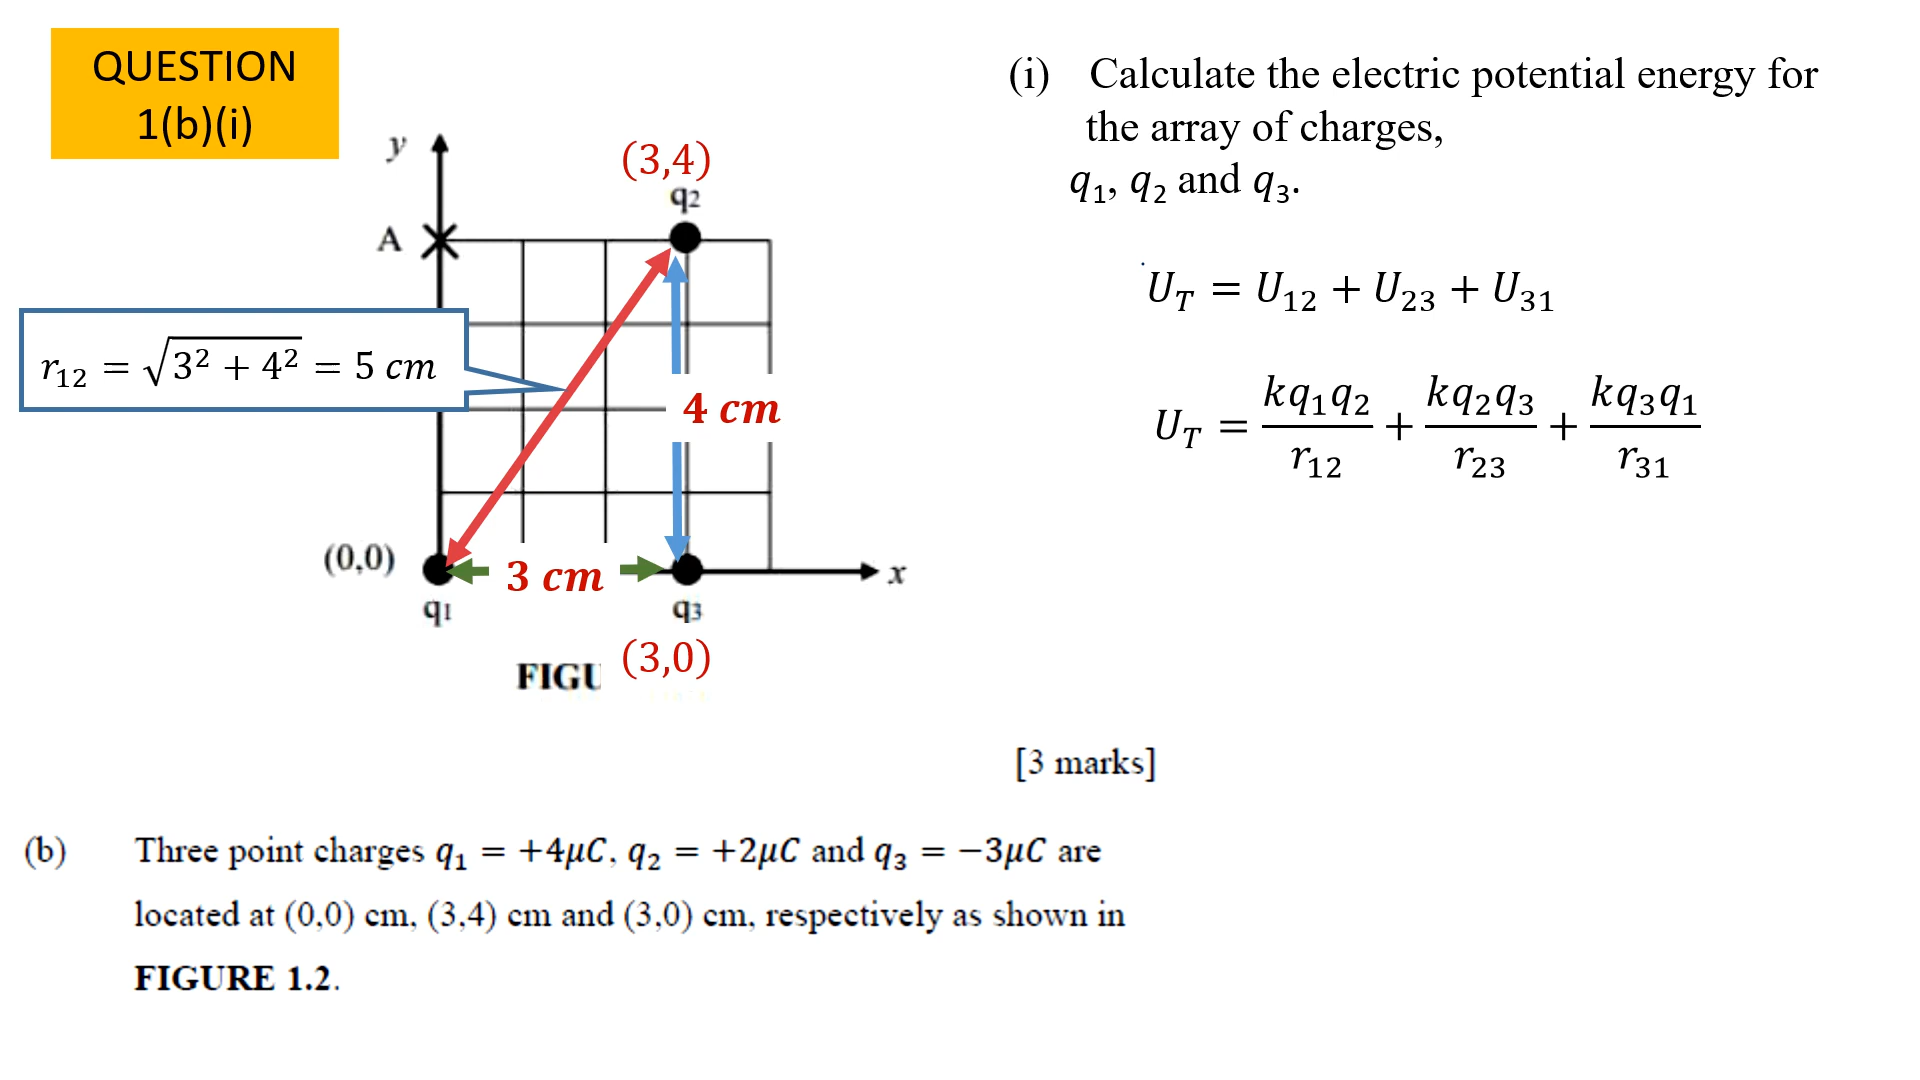 QUESTION
1(b)(i)
(i) Calculate the electric potential energy for
the array of charges,
q₁, q₂ and q₃.
y
(3,4)
q2
A
U_T = U₁₂ + U₂₃ + U₃₁
r₁₂ = √(3² + 4²) = 5 cm
4 cm
U_T = kq₁q₂/r₁₂ + kq₂q₃/r₂₃ + kq₃q₁/r₃₁
(0,0)
3 cm
x
q1
q3
(3,0)
FIGU
[3 marks]
(b) Three point charges q₁ = +4μC, q₂ = +2μC and q₃ = −3μC are
located at (0,0) cm, (3,4) cm and (3,0) cm, respectively as shown in
FIGURE 1.2.